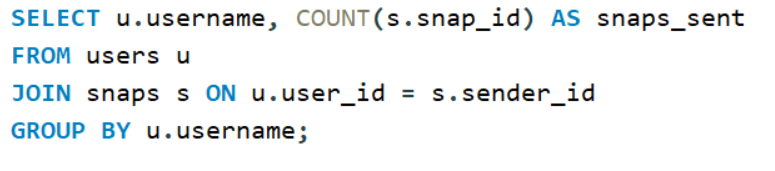 SELECT u.username, COUNT(s.snap_id) AS snaps_sent
FROM users u
JOIN snaps s ON u.user_id = s.sender_id
GROUP BY u.username;